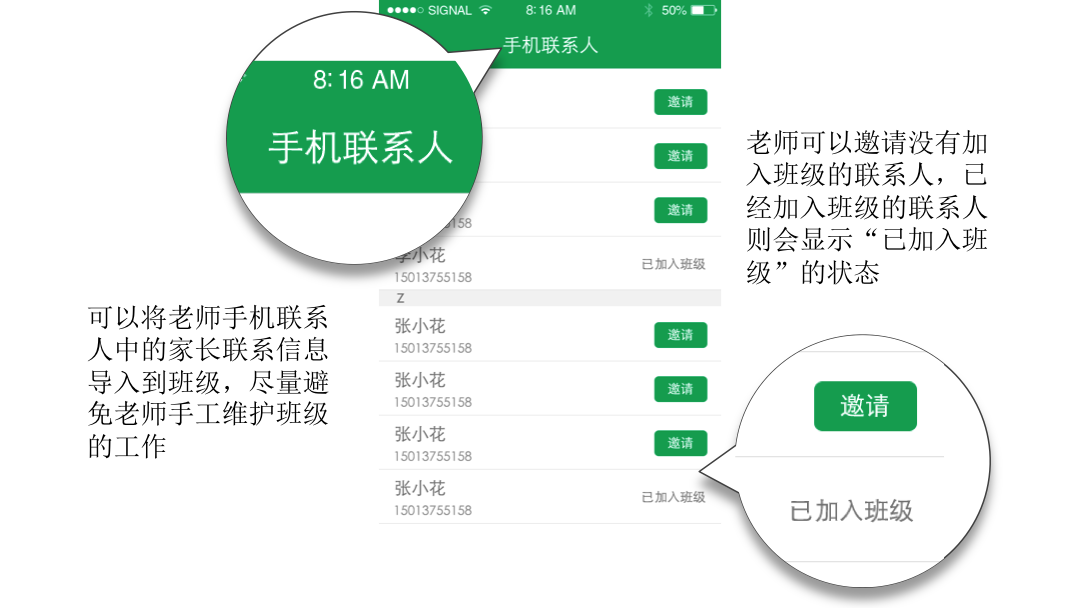 SIGNAL 8:16 AM 50%
手机联系人
8:16 AM
手机联系人
邀请
邀请
邀请
158
李小花
15013755158
已加入班级
Z
张小花
15013755158
邀请
张小花
15013755158
邀请
张小花
15013755158
邀请
张小花
15013755158
已加入班级
可以将老师手机联系
人中的家长联系信息
导入到班级，尽量避
免老师手工维护班级
的工作
老师可以邀请没有加
入班级的联系人，已
经加入班级的联系人
则会显示“已加入班
级”的状态
邀请
已加入班级